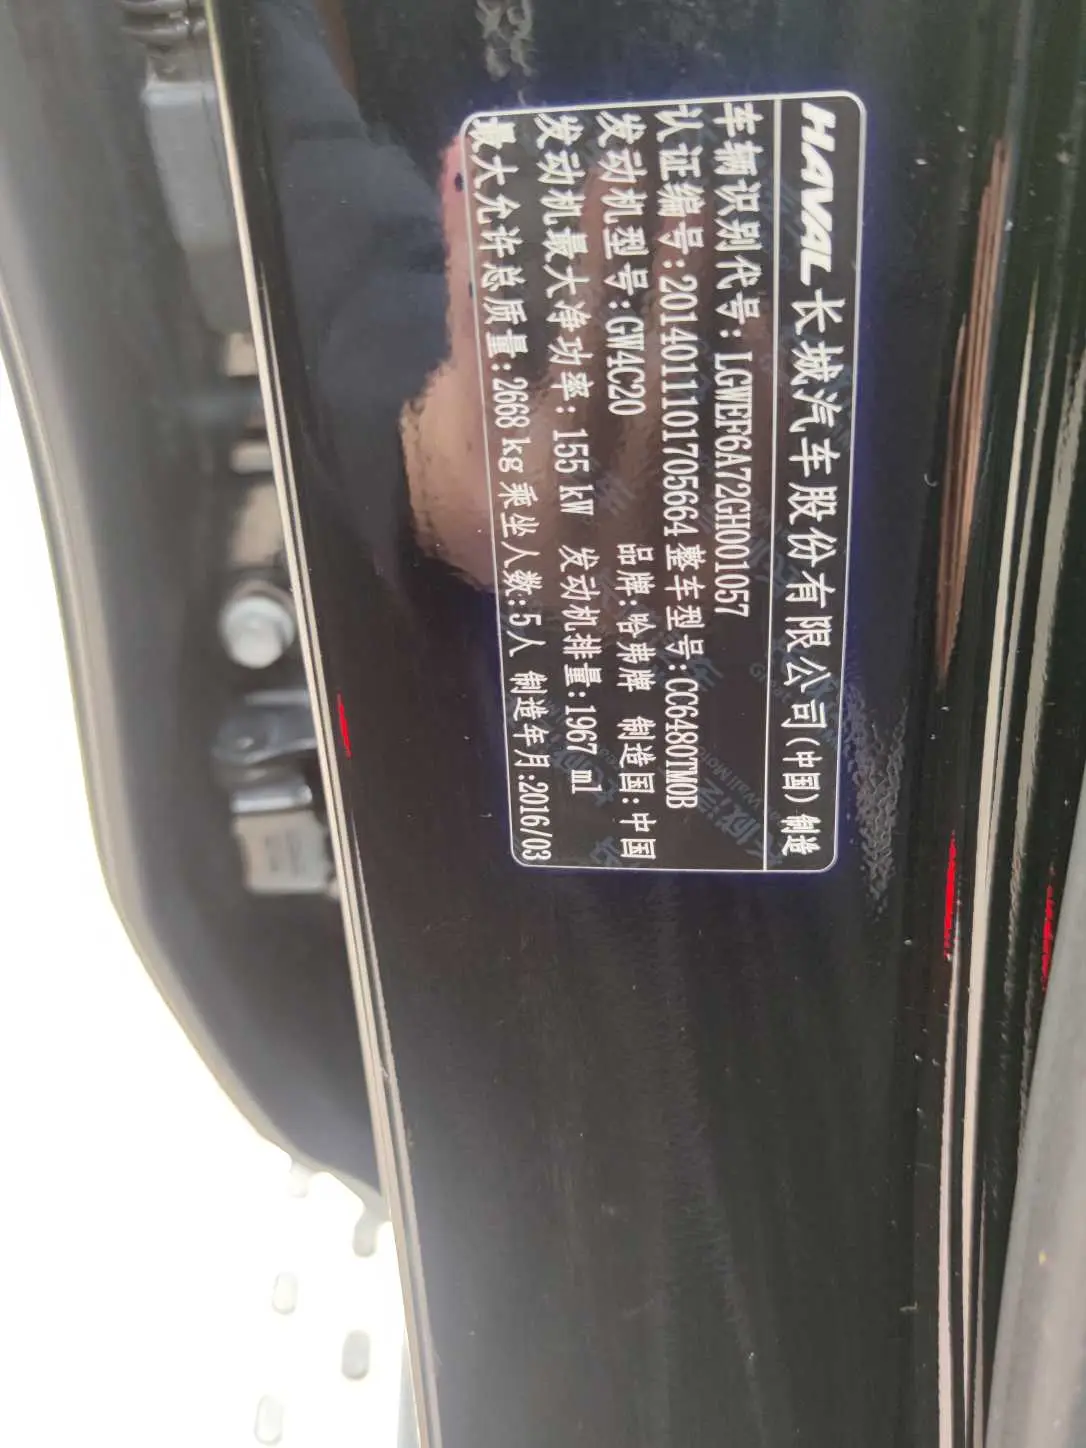 HAVAL 长城汽车股份有限公司(中国) 制造
车辆识别代号: LGWEF6A72GH001057
认证编号:2014011101705664 整车型号:CC6480TM0B
发动机型号:GW4C20 品牌:哈弗牌 制造国:中国
发动机最大净功率: 155 kW 发动机排量:1967 ml
最大允许总质量:2668 kg 乘坐人数:5人 制造年月:2016/03